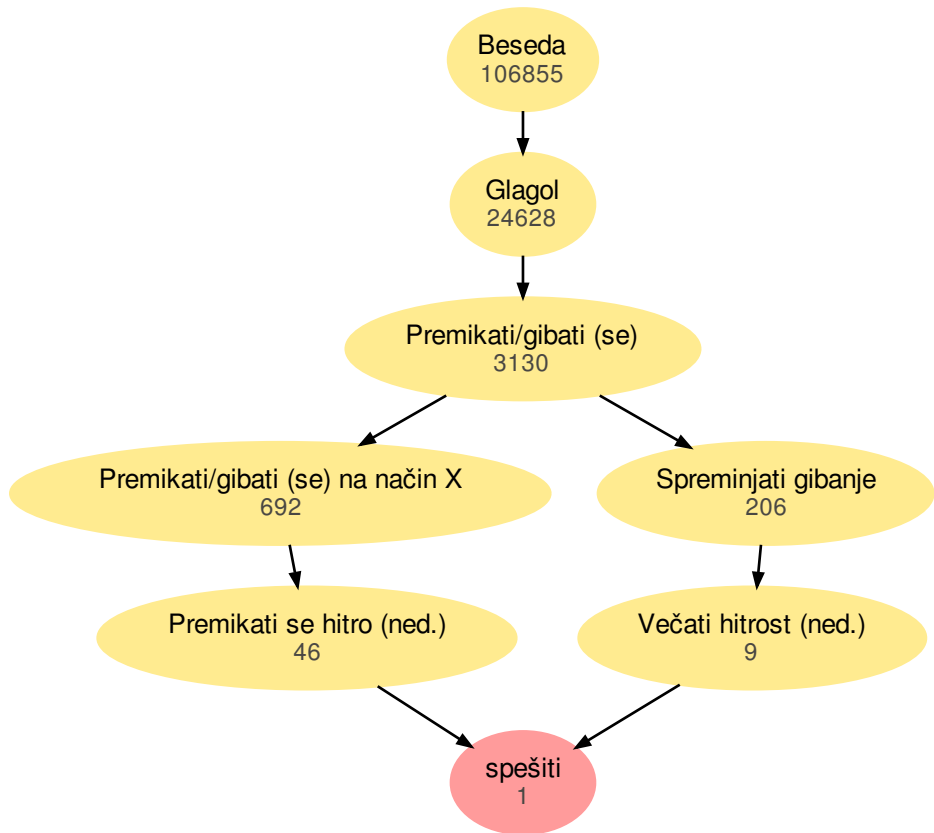 Beseda
106855
Glagol
24628
Premikati/gibati (se)
3130
Premikati/gibati (se) na način X
692
Spreminjati gibanje
206
Premikati se hitro (ned.)
46
Večati hitrost (ned.)
9
spešiti
1